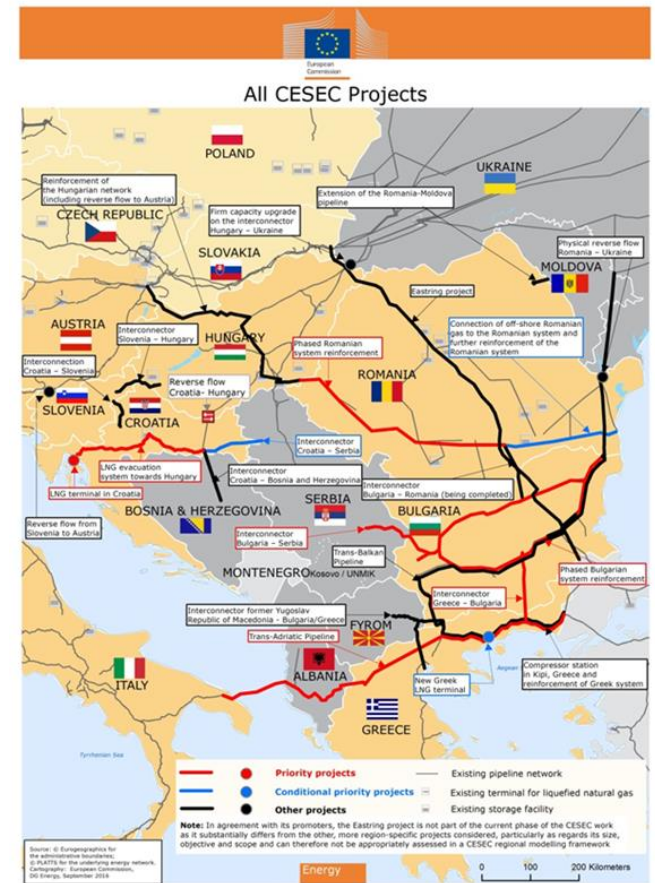 European
Commission
All CESEC Projects
POLAND
UKRAINE
Reinforcement of
the Hungarian network
(including reverse flow to Austria)
Extension of the Romania-Moldova
pipeline
CZECH REPUBLIC
Firm capacity upgrade
on the interconnector
Hungary – Ukraine
Physical reverse flow
Romania – Ukraine
SLOVAKIA
MOLDOVA
Eastring project
AUSTRIA
Interconnector
Slovenia – Hungary
HUNGARY
Connection of off-shore Romanian
gas to the Romanian system and
further reinforcement of the
Romanian system
Phased Romanian
system reinforcement
Interconnection
Croatia – Slovenia
ROMANIA
Reverse flow
Croatia- Hungary
SLOVENIA
CROATIA
Interconnector
Croatia – Serbia
LNG evacuation
system towards Hungary
Interconnector
Croatia – Bosnia and Herzegovina
LNG terminal in Croatia
Interconnector
Bulgaria – Romania (being completed)
SERBIA
BOSNIA & HERZEGOVINA
BULGARIA
Reverse flow from
Slovenia to Austria
Interconnector
Bulgaria – Serbia
Trans-Balkan
Pipeline
Phased Bulgarian
system reinforcement
MONTENEGRO
Kosovo / UNMIK
Interconnector
Greece – Bulgaria
Interconnector former Yugoslav
Republic of Macedonia - Bulgaria/Greece
FYROM
Trans-Adriatic Pipeline
ITALY
ALBANIA
New Greek
LNG terminal
Aegean
Compressor station
in Kipi, Greece and
reinforcement of Greek system
GREECE
Tyrrhenian Sea
Priority projects
Existing pipeline network
Conditional priority projects
Existing terminal for liquefied natural gas
Other projects
Existing storage facility
Note: In agreement with its promoters, the Eastring project is not part of the current phase of the CESEC work
as it substantially differs from the other, more region-specific projects considered, particularly as regards its size,
objective and scope and can therefore not be appropriately assessed in a CESEC regional modelling framework
Source: © Eurogeographics for
the administrative boundaries;
© PLATTS for the underlying energy network.
Cartography: European Commission,
DG Energy, September 2016
Energy
0 100 200 Kilometers